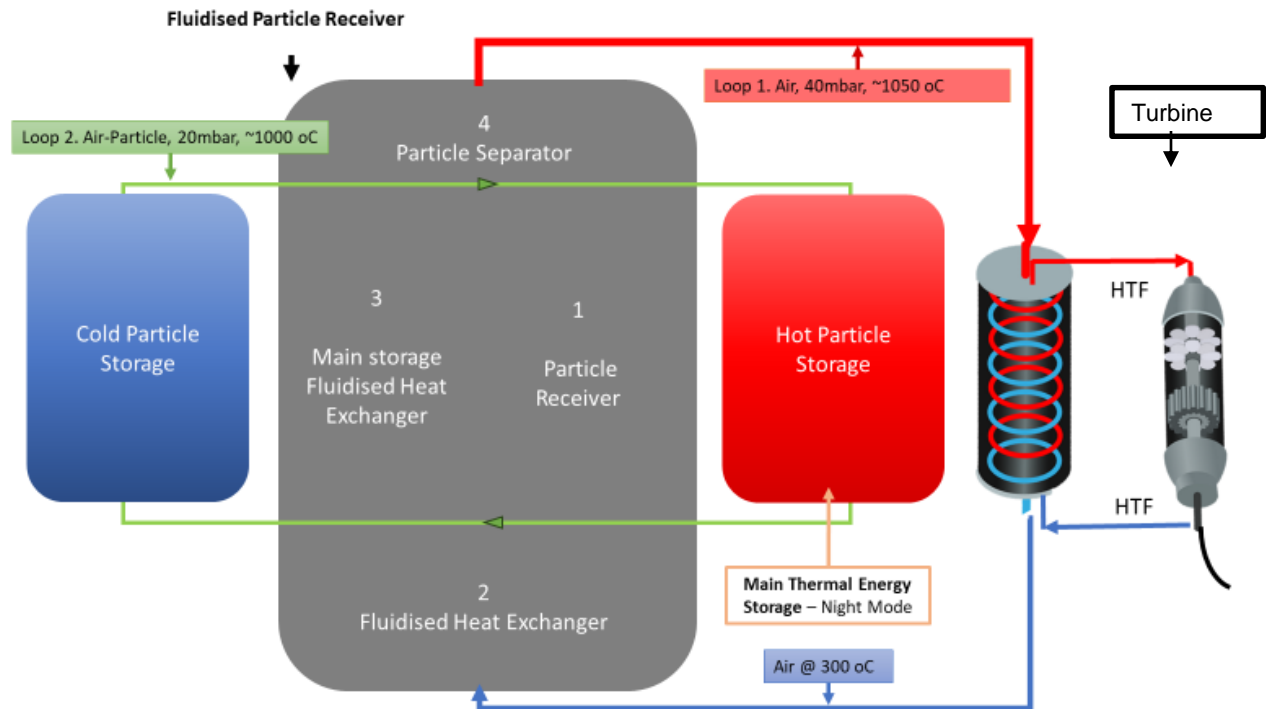 Fluidised Particle Receiver
Loop 1. Air, 40mbar, ~1050 oC
Turbine
4
Particle Separator
Loop 2. Air-Particle, 20mbar, ~1000 oC
HTF
3
1
Cold Particle
Storage
Main storage
Fluidised Heat
Exchanger
Particle
Receiver
Hot Particle
Storage
HTF
Main Thermal Energy
Storage – Night Mode
2
Fluidised Heat Exchanger
Air @ 300 oC